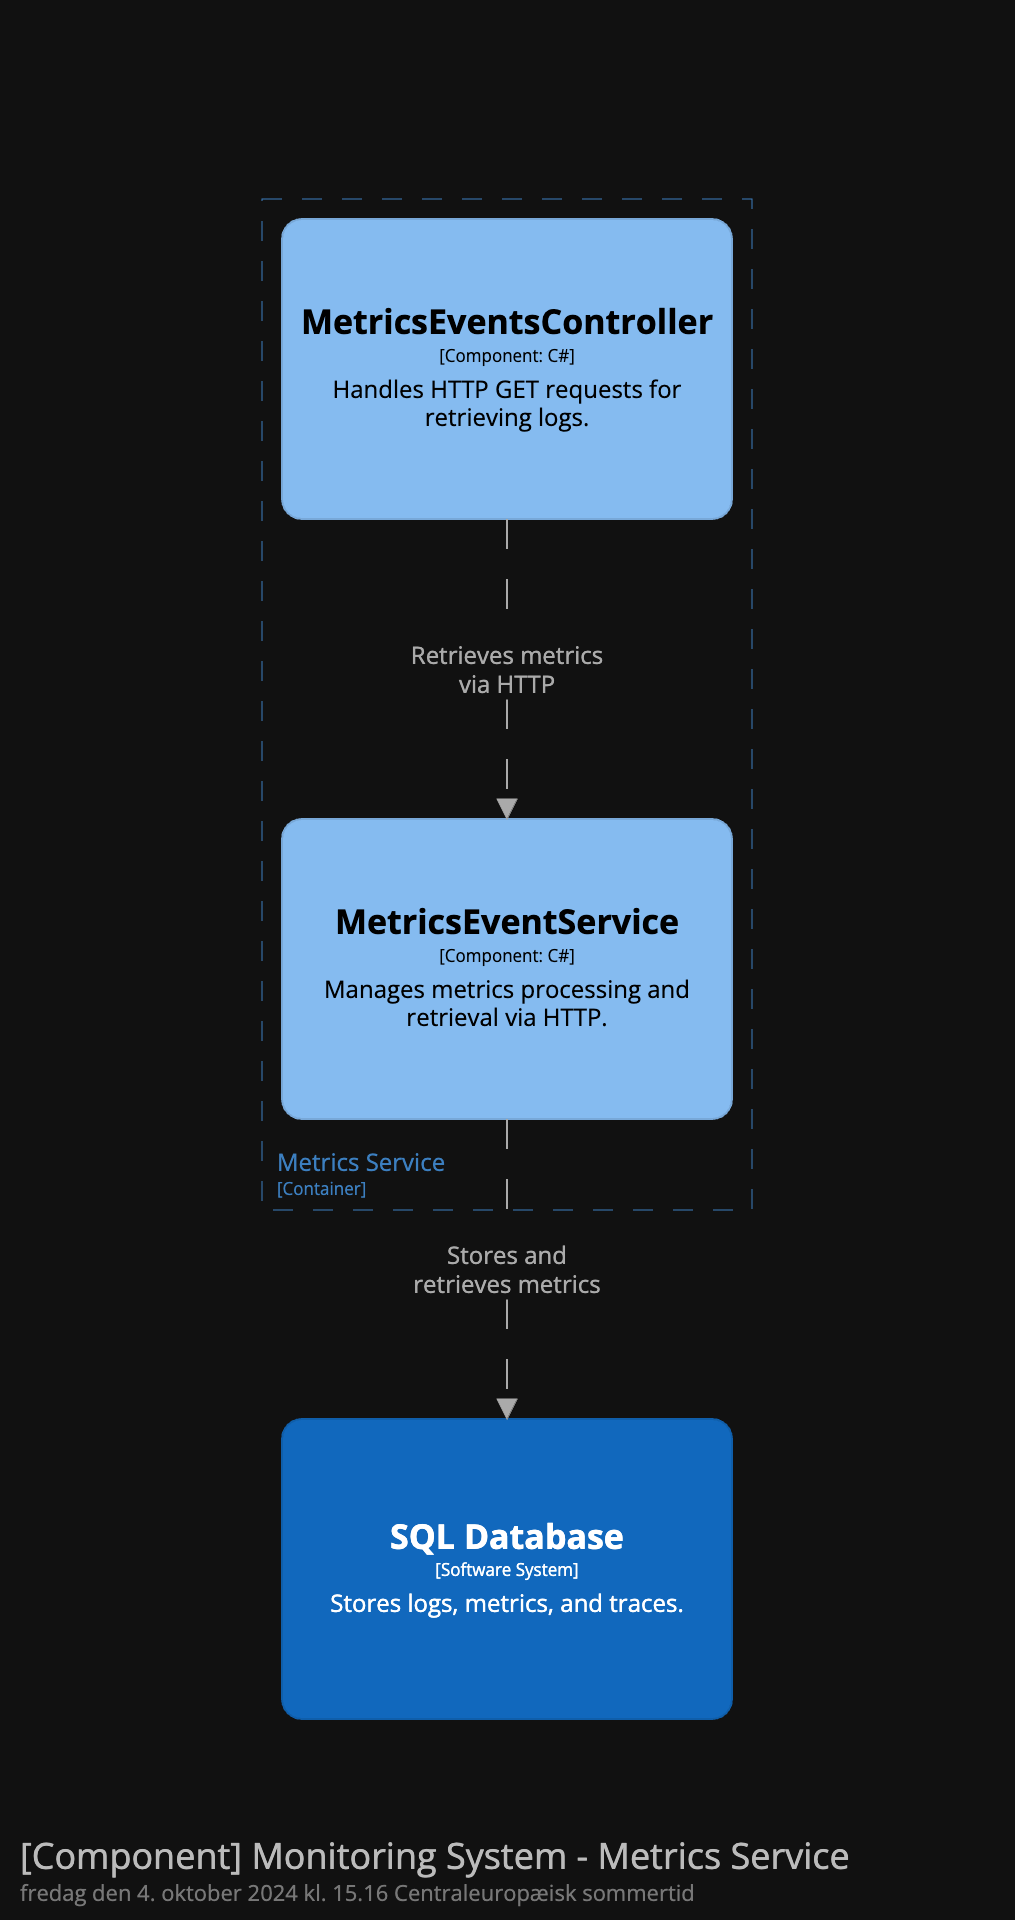 MetricsEventsController
[Component: C#]
Handles HTTP GET requests for
retrieving logs.
Retrieves metrics
via HTTP
MetricsEventService
[Component: C#]
Manages metrics processing and
retrieval via HTTP.
Metrics Service
[Container]
Stores and
retrieves metrics
SQL Database
[Software System]
Stores logs, metrics, and traces.
[Component] Monitoring System - Metrics Service
fredag den 4. oktober 2024 kl. 15.16 Centraleuropæisk sommertid